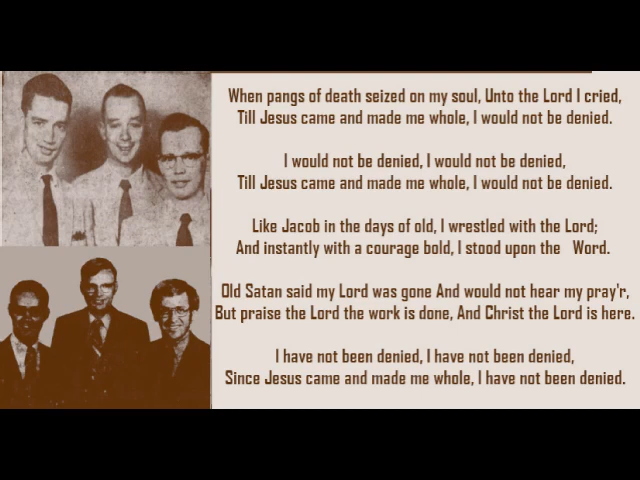 When pangs of death seized on my soul, Unto the Lord I cried,
Till Jesus came and made me whole, I would not be denied.
I would not be denied, I would not be denied,
Till Jesus came and made me whole, I would not be denied.
Like Jacob in the days of old, I wrestled with the Lord;
And instantly with a courage bold, I stood upon the Word.
Old Satan said my Lord was gone And would not hear my pray'r,
But praise the Lord the work is done, And Christ the Lord is here.
I have not been denied, I have not been denied,
Since Jesus came and made me whole, I have not been denied.